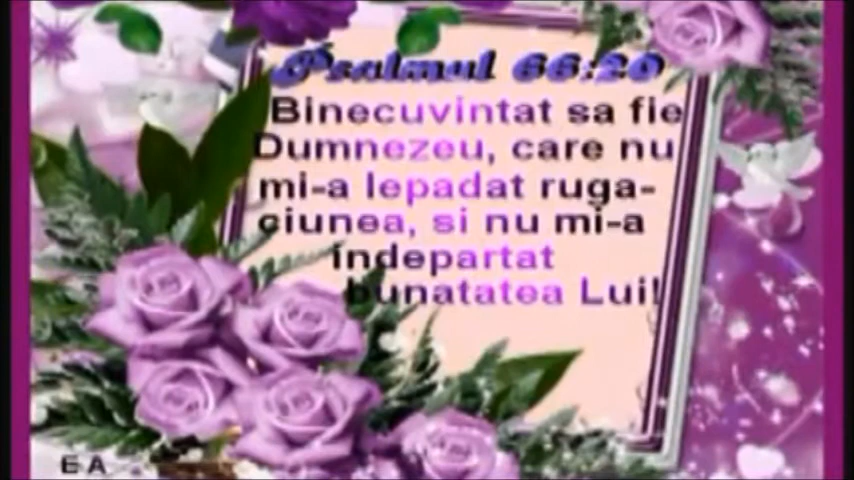 Psalmul 66:20
Binecuvintat sa fie
Dumnezeu, care nu
mi-a lepadat ruga-
ciunea, si nu mi-a
indepartat
bunatatea Lui!
E A